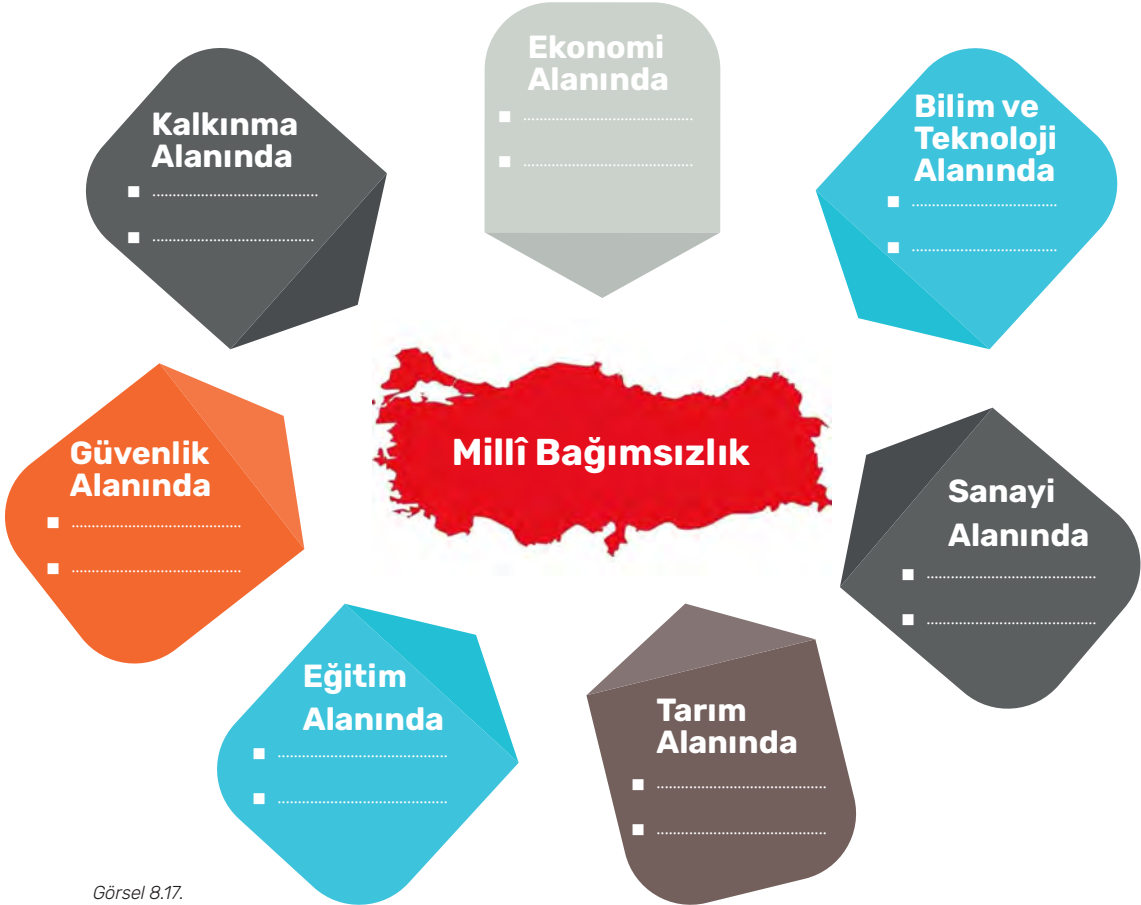 Ekonomi
Alanında
Kalkınma
Alanında
Bilim ve
Teknoloji
Alanında
Güvenlik
Alanında
Millî Bağımsızlık
Sanayi
Alanında
Eğitim
Alanında
Tarım
Alanında
Görsel 8.17.